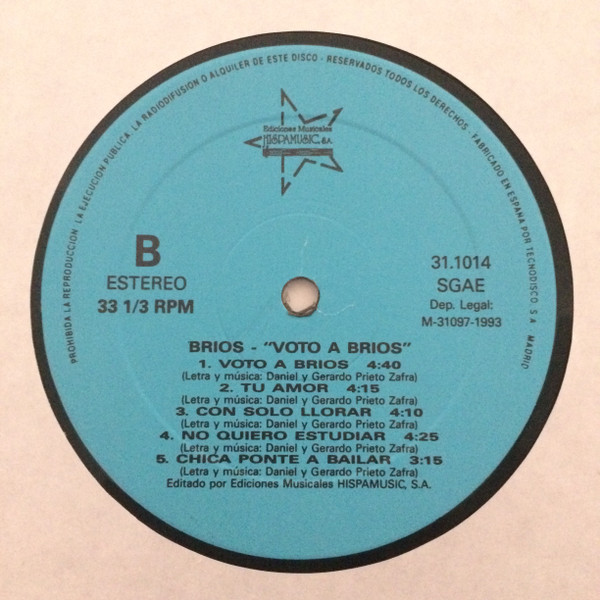 PROHIBIDA LA REPRODUCCION LA EJECUCION PUBLICA · LA RADIODIFUSION O ALQUILER DE ESTE DISCO - RESERVADOS TODOS LOS DERECHOS - FABRICADO EN ESPAÑA POR TECNODISCO, S A MADRID
Ediciones Musicales
HISPAMUSIC, S.A.
B
ESTEREO
33 1/3 RPM
31.1014
SGAE
Dep. Legal:
M-31097-1993
BRIOS - "VOTO A BRIOS"
1. VOTO A BRIOS 4:40
(Letra y música: Daniel y Gerardo Prieto Zafra)
2. TU AMOR 4:15
(Letra y música: Daniel y Gerardo Prieto Zafra)
3. CON SOLO LLORAR 4:10
(Letra y música: Daniel y Gerardo Prieto Zafra)
4. NO QUIERO ESTUDIAR 4:25
(Letra y música: Daniel y Gerardo Prieto Zafra)
5. CHICA PONTE A BAILAR 3:15
(Letra y música: Daniel y Gerardo Prieto Zafra)
Editado por Ediciones Musicales HISPAMUSIC, S.A.